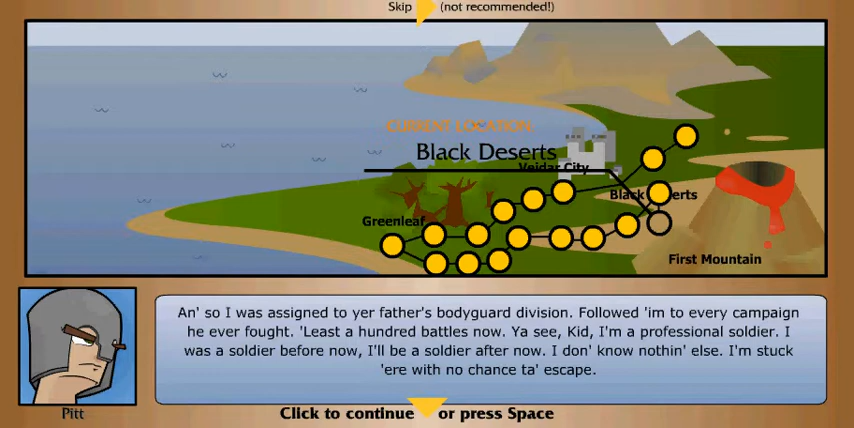 Skip (not recommended!)
CURRENT LOCATION
Black Deserts
Veidar City
Greenleaf
Black erts
First Mountain
An' so I was assigned to yer father's bodyguard division. Followed 'im to every campaign
he ever fought. 'Least a hundred battles now. Ya see, Kid, I'm a professional soldier. I
was a soldier before now, I'll be a soldier after now. I don' know nothin' else. I'm stuck
'ere with no chance ta' escape.
Pitt
Click to continue or press Space